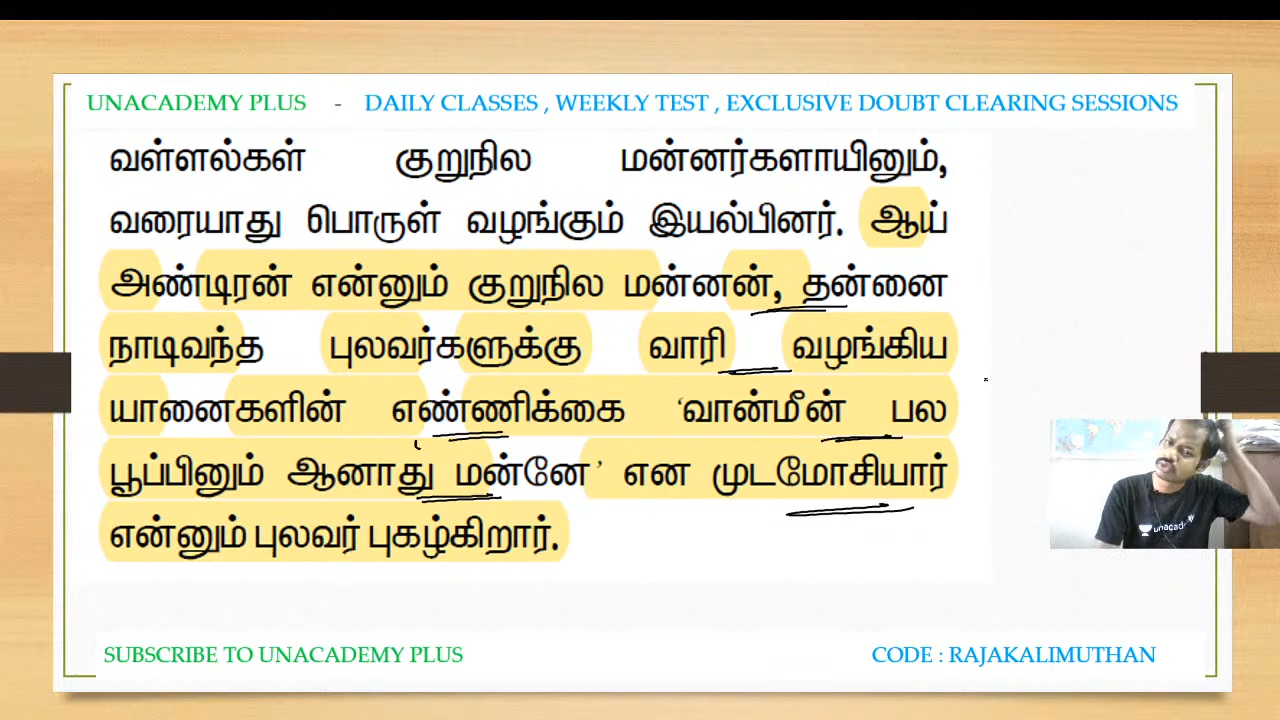 UNACADEMY PLUS - DAILY CLASSES , WEEKLY TEST , EXCLUSIVE DOUBT CLEARING SESSIONS
வள்ளல்கள் குறுநில மன்னர்களாயினும்,
வரையாது பொருள் வழங்கும் இயல்பினர். ஆய்
அண்டிரன் என்னும் குறுநில மன்னன், தன்னை
நாடிவந்த புலவர்களுக்கு வாரி வழங்கிய
யானைகளின் எண்ணிக்கை ‘வான்மீன் பல
பூப்பினும் ஆனாது மன்னே’ என முடமோசியார்
என்னும் புலவர் புகழ்கிறார்.
unacademy
SUBSCRIBE TO UNACADEMY PLUS CODE : RAJAKALIMUTHAN